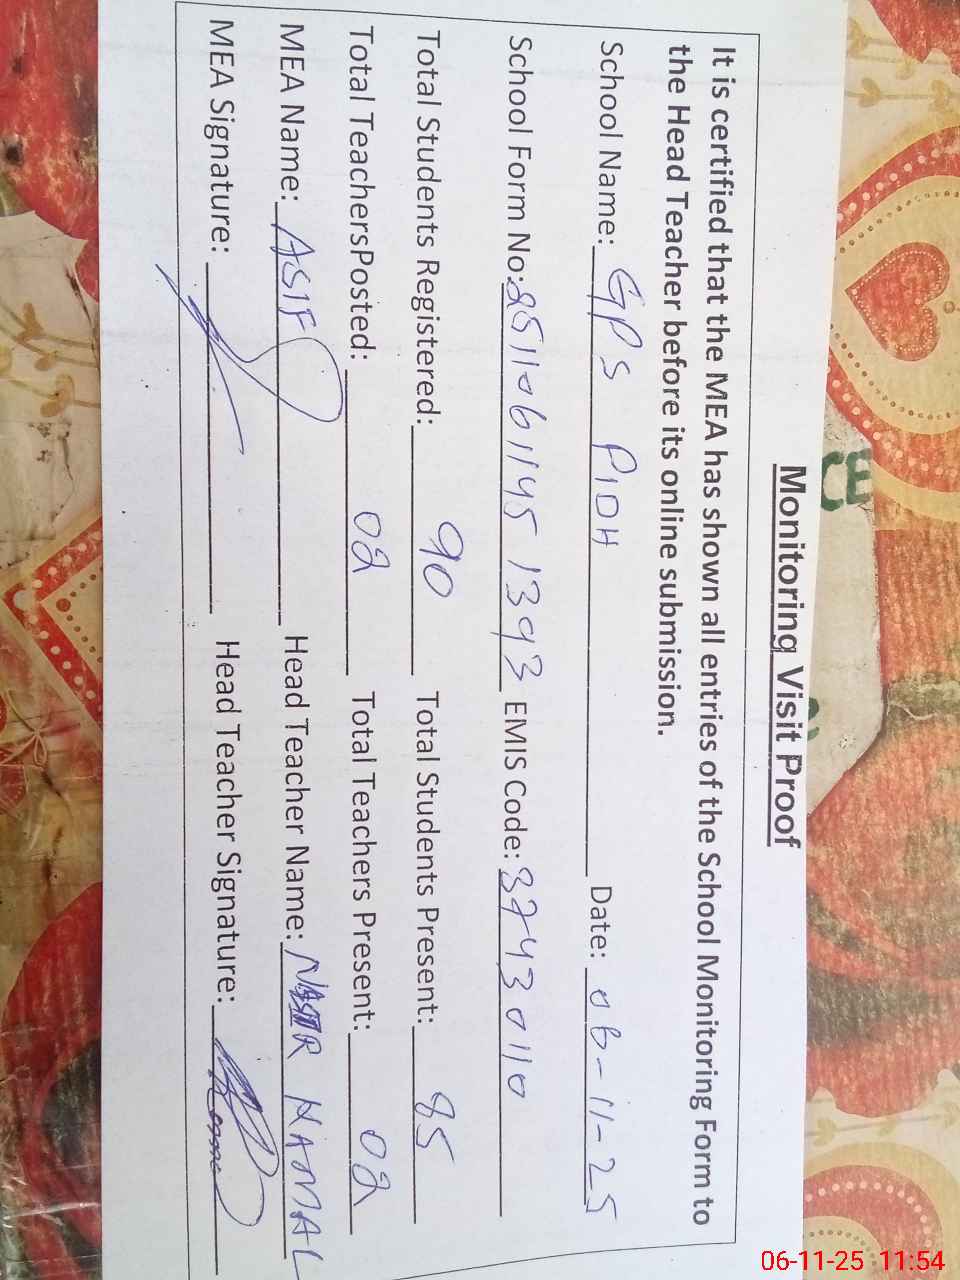 Monitoring Visit Proof
It is certified that the MEA has shown all entries of the School Monitoring Form to
the Head Teacher before its online submission.
School Name: GPS PIDH Date: 06-11-25
School Form No: 2511061145 1393 EMIS Code: 37430110
Total Students Registered: 90 Total Students Present: 85
Total TeachersPosted: 02 Total Teachers Present: 02
MEA Name: ASIF Head Teacher Name: NASIR KAMAL
MEA Signature: Head Teacher Signature:
06-11-25 11:54